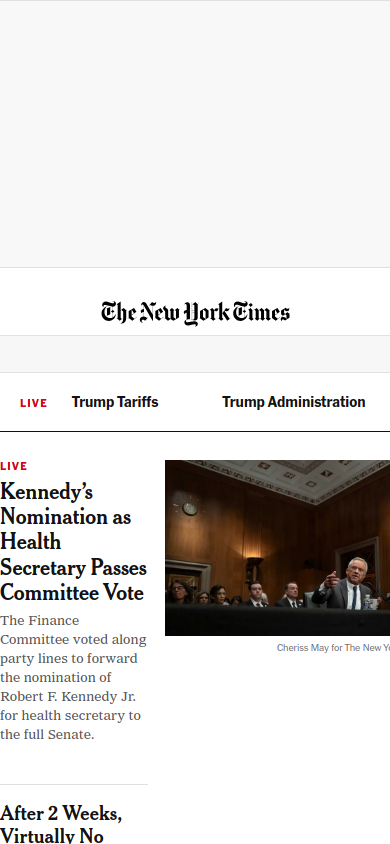 The New York Times
LIVE Trump Tariffs Trump Administration
LIVE
Kennedy's
Nomination as
Health
Secretary Passes
Committee Vote
The Finance
Committee voted along
party lines to forward
the nomination of
Robert F. Kennedy Jr.
for health secretary to
the full Senate.
Cheriss May for The New Yo
After 2 Weeks,
Virtually No